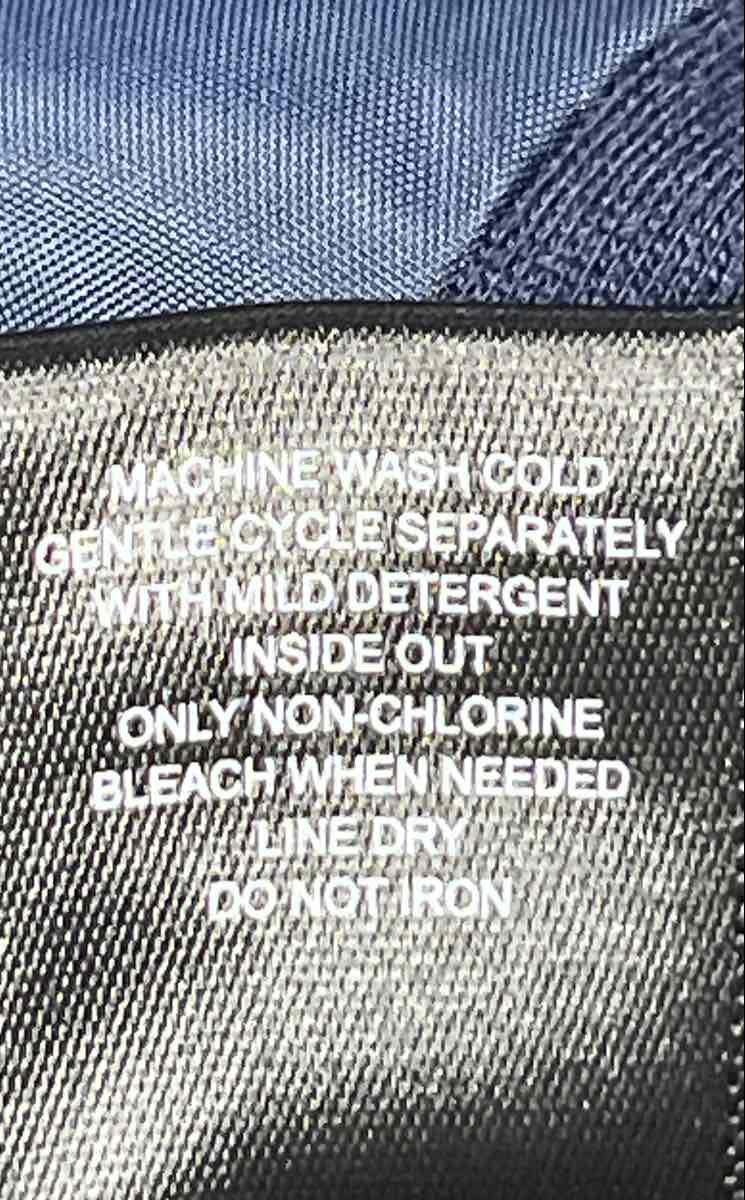 MACHINE WASH COLD
GENTLE CYCLE SEPARATELY
WITH MILD DETERGENT
INSIDE OUT
ONLY NON-CHLORINE
BLEACH WHEN NEEDED
LINE DRY
DO NOT IRON